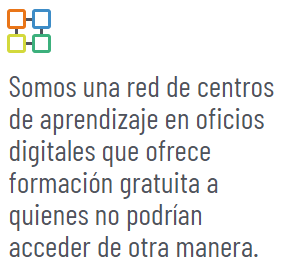 Somos una red de centros
de aprendizaje en oficios
digitales que ofrece
formación gratuita a
quienes no podrían
acceder de otra manera.